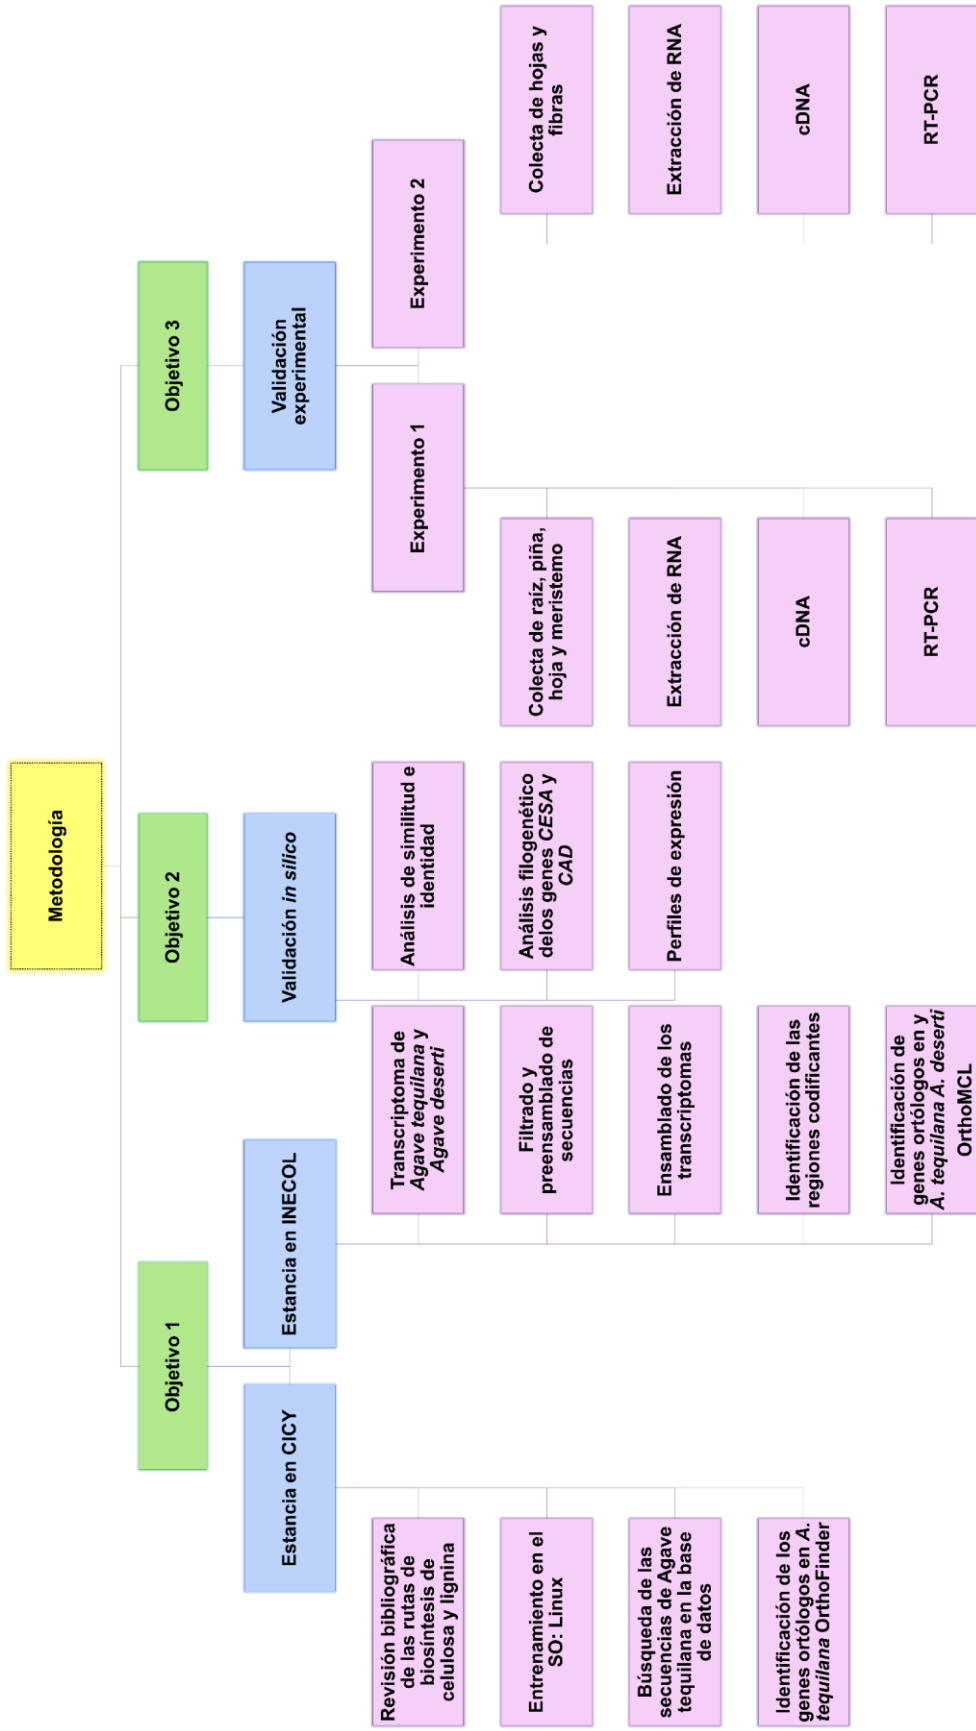 Metodología
Objetivo 1
Objetivo 2
Objetivo 3
Estancia en CICY
Estancia en INECOL
Validación in silico
Validación
experimental
Revisión bibliográfica
de las rutas de
biosíntesis de
celulosa y lignina
Entrenamiento en el
SO: Linux
Búsqueda de las
secuencias de Agave
tequilana en la base
de datos
Identificación de los
genes ortólogos en A.
tequilana OrthoFinder
Transcriptoma de
Agave tequilana y
Agave deserti
Filtrado y
preensamblado de
secuencias
Ensamblado de los
transcriptomas
Identificación de las
regiones codificantes
Identificación de
genes ortólogos en y
A. tequilana A. deserti
OrthoMCL
Análisis de similitud e
identidad
Análisis filogenético
delos genes CESA y
CAD
Perfiles de expresión
Experimento 1
Experimento 2
Colecta de raíz, piña,
hoja y meristemo
Extracción de RNA
cDNA
RT-PCR
Colecta de hojas y
fibras
Extracción de RNA
cDNA
RT-PCR